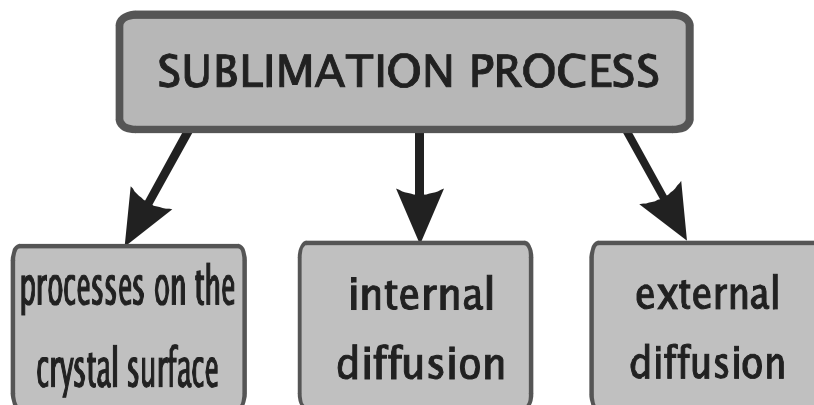 SUBLIMATION PROCESS
processes on the
crystal surface
internal
diffusion
external
diffusion